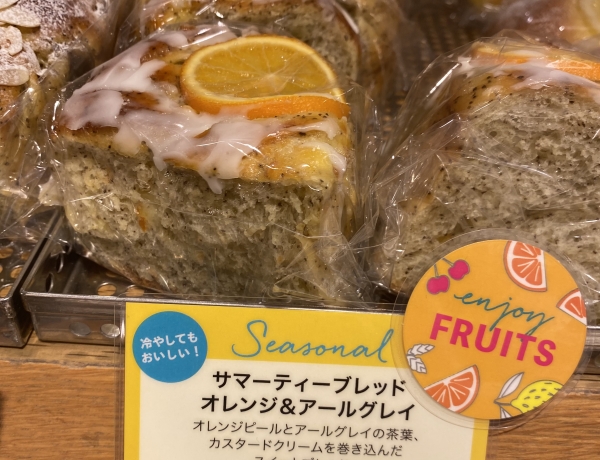 冷やしても
おいしい！
Seasonal
enjoy
FRUITS
サマーティーブレッド
オレンジ&アールグレイ
オレンジピールとアールグレイの茶葉、
カスタードクリームを巻き込んだ